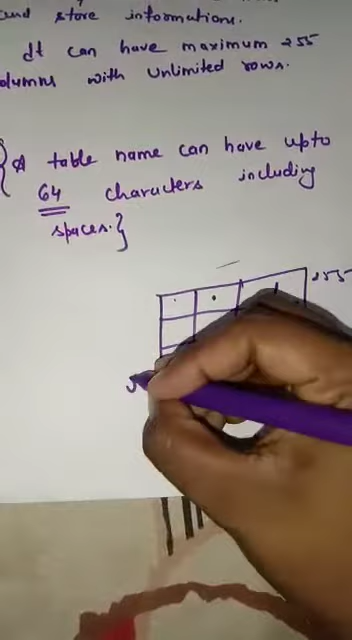 and store informations.
It can have maximum 255
columns with unlimited rows.
{A table name can have upto
64 characters including
spaces.}
255